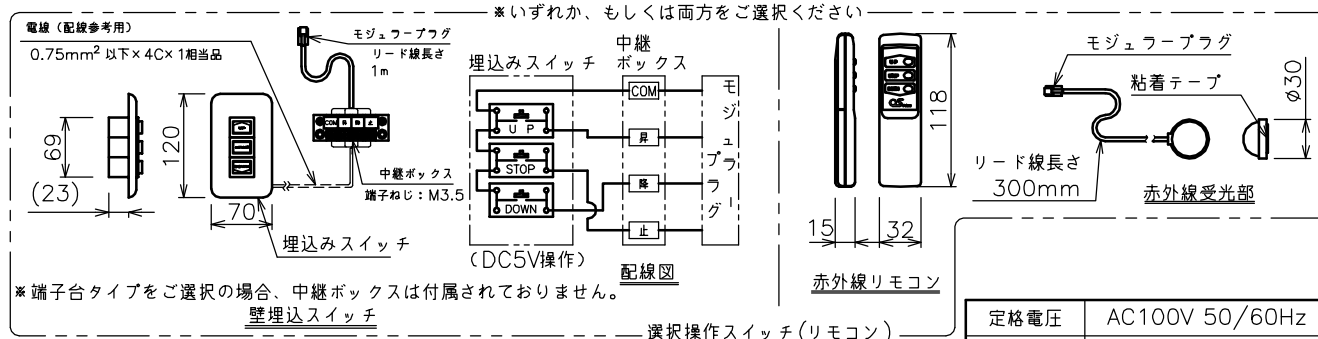 ※いずれか、もしくは両方をご選択ください
電線（配線参考用）
0.75mm² 以下×4C×1相当品
モジュラープラグ
リード線長さ
1m
COM 昇 降 止
中継ボックス
端子ねじ：M3.5
69
(23)
120
70
埋込みスイッチ
埋込みスイッチ
中継
ボックス
UP
STOP
DOWN
COM
昇
降
止
モジュラープラグ
(DC5V操作)
配線図
※端子台タイプをご選択の場合、中継ボックスは付属されておりません。
壁埋込スイッチ
118
15
32
赤外線リモコン
モジュラープラグ
粘着テープ
ø30
リード線長さ
300mm
赤外線受光部
選択操作スイッチ(リモコン)
定格電圧 AC100V 50/60Hz